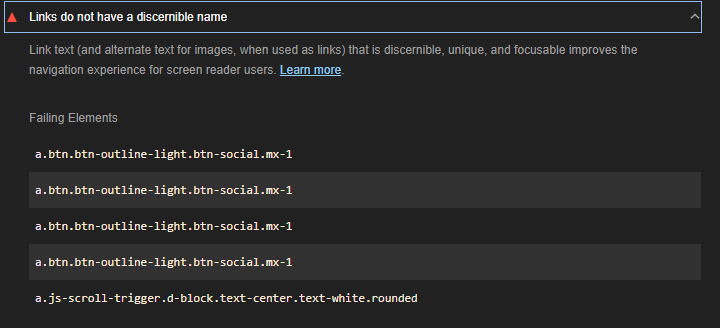 Links do not have a discernible name
Link text (and alternate text for images, when used as links) that is discernible, unique, and focusable improves the
navigation experience for screen reader users. Learn more.
Failing Elements
a.btn.btn-outline-light.btn-social.mx-1
a.btn.btn-outline-light.btn-social.mx-1
a.btn.btn-outline-light.btn-social.mx-1
a.btn.btn-outline-light.btn-social.mx-1
a.js-scroll-trigger.d-block.text-center.text-white.rounded